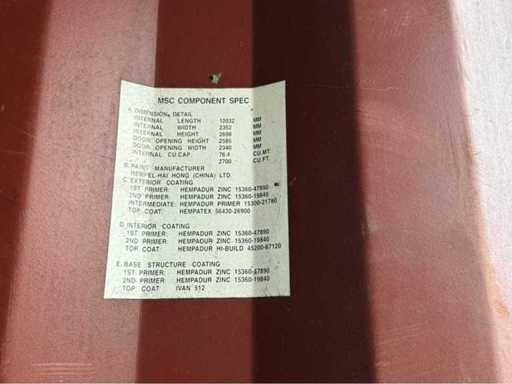 MSC COMPONENT SPEC
A. DIMENSION DETAIL
INTERNAL LENGTH : 12032 MM
INTERNAL WIDTH : 2352 MM
INTERNAL HEIGHT : 2698 MM
DOOR OPENING HEIGHT : 2585 MM
DOOR OPENING WIDTH : 2340 MM
INTERNAL CU.CAP. : 76.4 CU.MT.
2700 CU.FT.
B. PAINT MANUFACTURER
HEMPEL-HAI HONG (CHINA) LTD.
C. EXTERIOR COATING
1ST PRIMER: HEMPADUR ZINC 15360-47890
2ND PRIMER: HEMPADUR ZINC 15360-19840
INTERMEDIATE: HEMPADUR PRIMER 15300-21780
TOP COAT: HEMPATEX 56430-26900
D. INTERIOR COATING
1ST PRIMER: HEMPADUR ZINC 15360-47890
2ND PRIMER: HEMPADUR ZINC 15360-19840
TOP COAT: HEMPADUR HI-BUILD 45200-67120
E. BASE STRUCTURE COATING
1ST PRIMER: HEMPADUR ZINC 15360-47890
2ND PRIMER: HEMPADUR ZINC 15360-19840
TOP COAT: IVAN 512